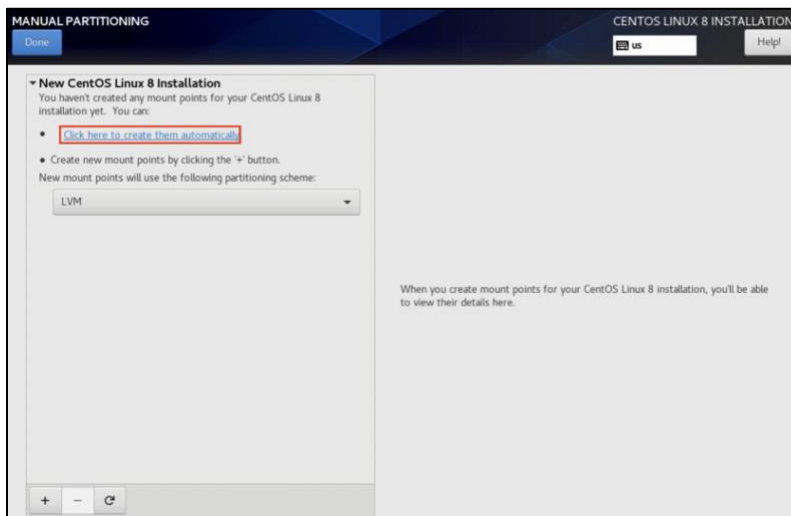 MANUAL PARTITIONING
CENTOS LINUX 8 INSTALLATION
Done
us
Help!
New CentOS Linux 8 Installation
You haven't created any mount points for your CentOS Linux 8
installation yet. You can:
• Click here to create them automatically.
• Create new mount points by clicking the '+' button.
New mount points will use the following partitioning scheme:
LVM
When you create mount points for your CentOS Linux 8 installation, you'll be able
to view their details here.
+ −